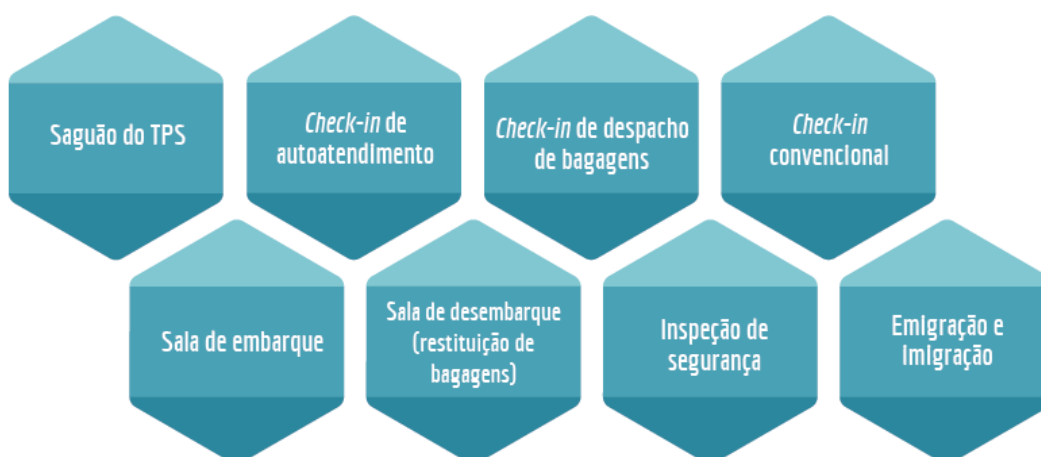 Saguão do TPS
Check-in de
autoatendimento
Check-in de despacho
de bagagens
Check-in
convencional
Sala de embarque
Sala de desembarque
(restituição de
bagagens)
Inspeção de
segurança
Emigração e
imigração